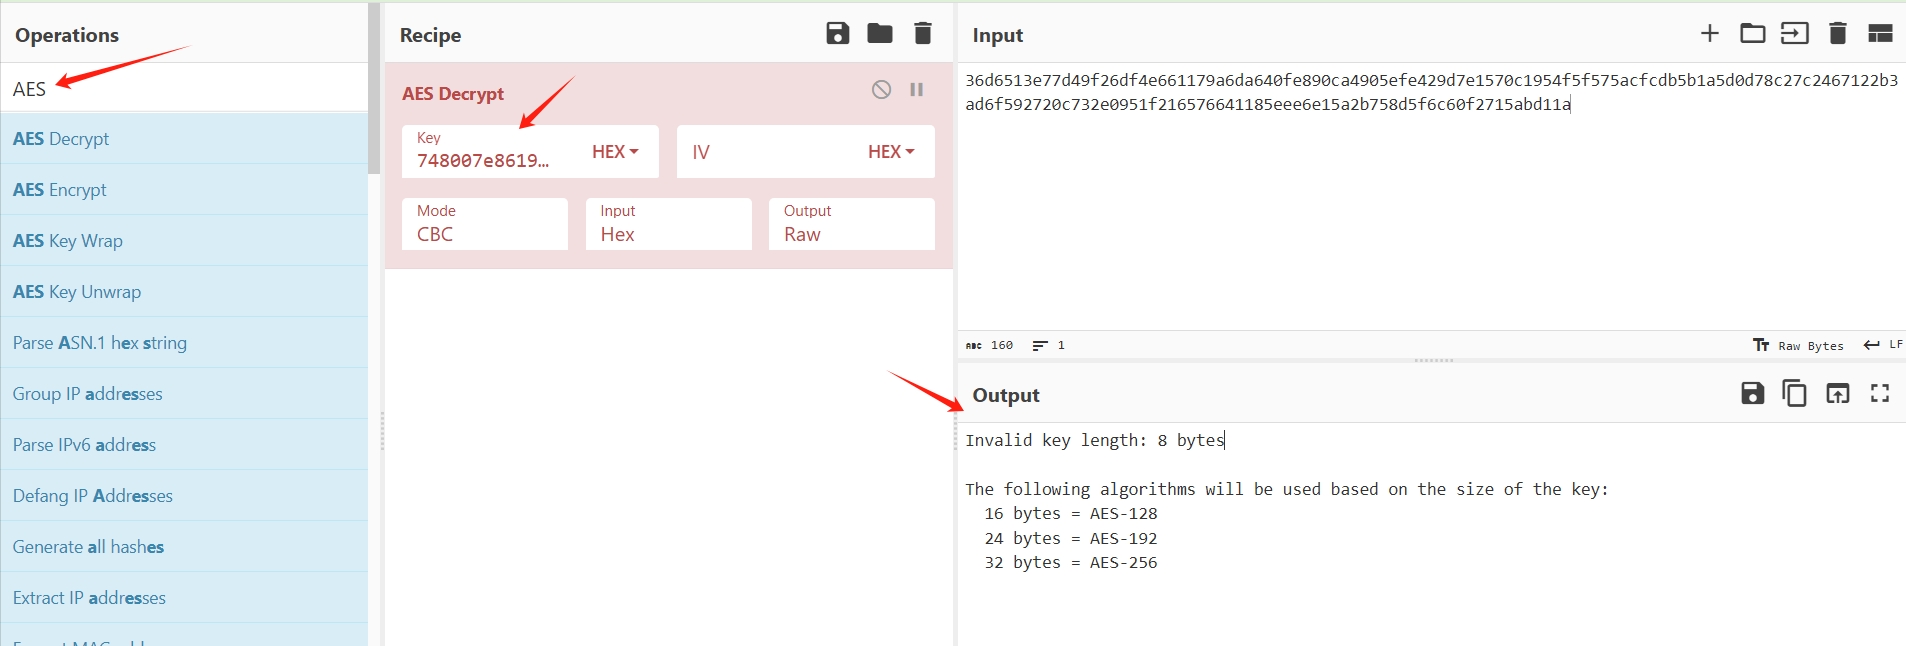 Operations
AES
AES Decrypt
AES Encrypt
AES Key Wrap
AES Key Unwrap
Parse ASN.1 hex string
Group IP addresses
Parse IPv6 address
Defang IP Addresses
Generate all hashes
Extract IP addresses
Recipe
AES Decrypt
Key
748007e8619...
HEX
IV
HEX
Mode
CBC
Input
Hex
Output
Raw
Input
36d6513e77d49f26df4e661179a6da640fe890ca4905efe429d7e1570c1954f5f575acfcdb5b1a5d0d78c27c2467122b3
ad6f592720c732e0951f216576641185eee6e15a2b758d5f6c60f2715abd11a
ABC 160 1
Raw Bytes LF
Output
Invalid key length: 8 bytes
The following algorithms will be used based on the size of the key:
16 bytes = AES-128
24 bytes = AES-192
32 bytes = AES-256